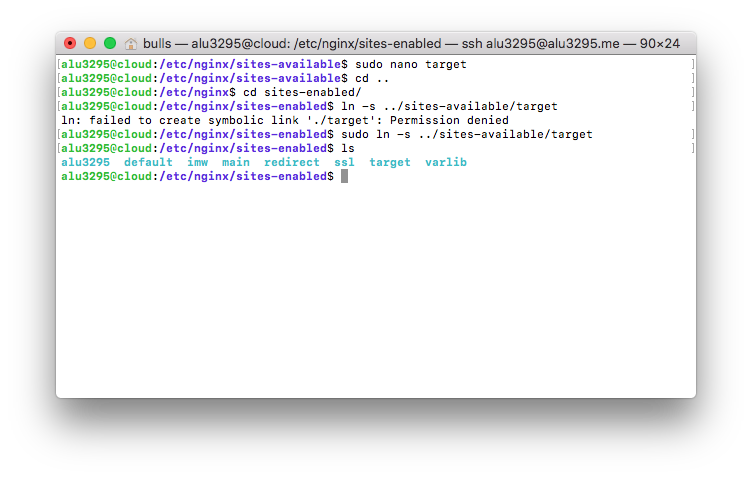 bulls — alu3295@cloud: /etc/nginx/sites-enabled — ssh alu3295@alu3295.me — 90×24
[alu3295@cloud:/etc/nginx/sites-available$ sudo nano target ]
[alu3295@cloud:/etc/nginx/sites-available$ cd .. ]
[alu3295@cloud:/etc/nginx$ cd sites-enabled/ ]
[alu3295@cloud:/etc/nginx/sites-enabled$ ln -s ../sites-available/target ]
ln: failed to create symbolic link './target': Permission denied
[alu3295@cloud:/etc/nginx/sites-enabled$ sudo ln -s ../sites-available/target ]
[alu3295@cloud:/etc/nginx/sites-enabled$ ls ]
alu3295 default imw main redirect ssl target varlib
alu3295@cloud:/etc/nginx/sites-enabled$